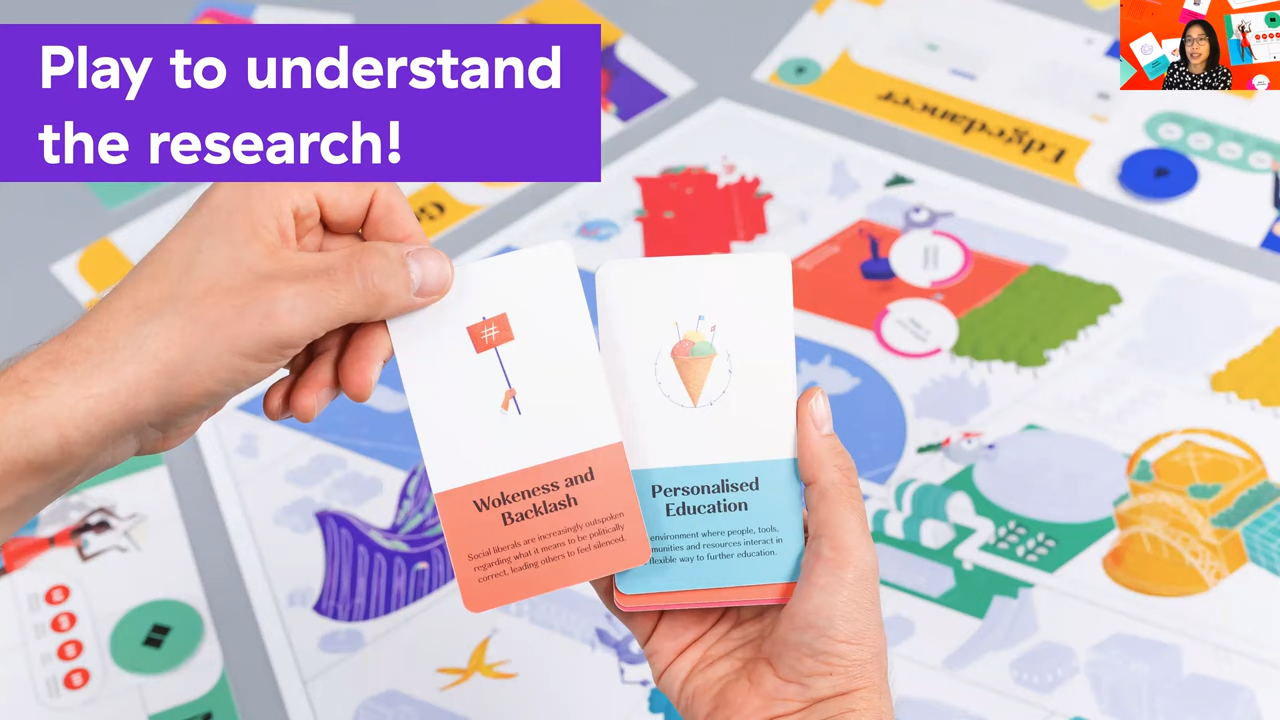 Play to understand
the research!
Edgedancer
G
#
Wokeness and
Backlash
Social liberals are increasingly outspoken
regarding what it means to be politically
correct, leading others to feel silenced.
Personalised
Education
environment where people, tools,
munities and resources interact in
flexible way to further education.